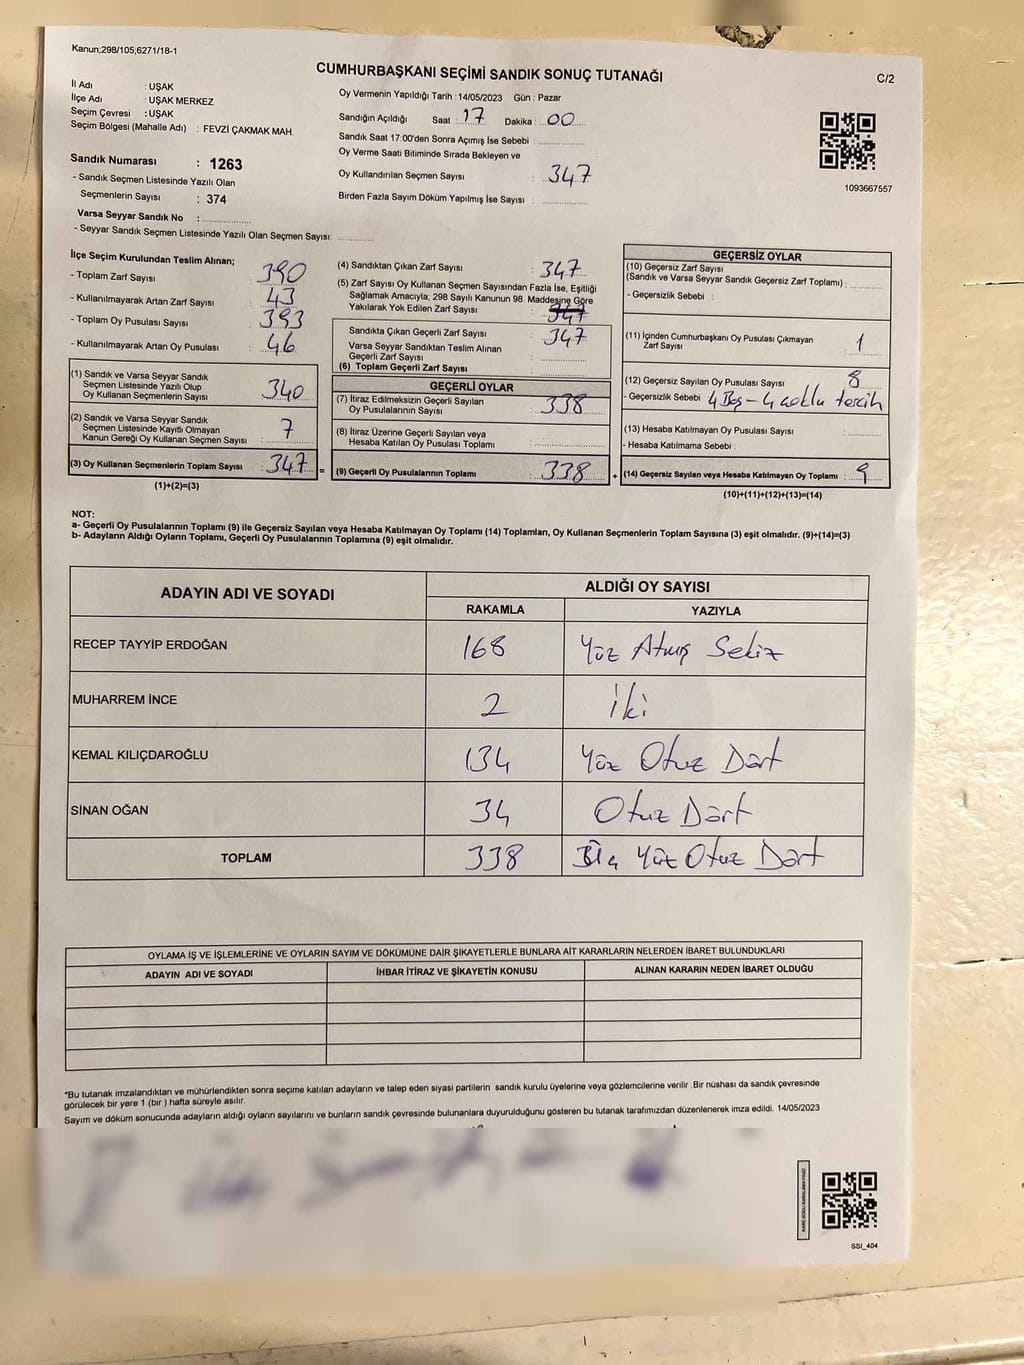 Kanun;298/105;6271/18-1
CUMHURBAŞKANI SEÇİMİ SANDIK SONUÇ TUTANAĞI
C/2
İl Adı : UŞAK
İlçe Adı : UŞAK MERKEZ
Seçim Çevresi : UŞAK
Seçim Bölgesi (Mahalle Adı) : FEVZİ ÇAKMAK MAH.
Sandık Numarası : 1263
- Sandık Seçmen Listesinde Yazılı Olan
Seçmenlerin Sayısı : 374
Varsa Seyyar Sandık No :
- Seyyar Sandık Seçmen Listesinde Yazılı Olan Seçmen Sayısı:
Oy Vermenin Yapıldığı Tarih : 14/05/2023 Gün : Pazar
Sandığın Açıldığı Saat : 17 Dakika : 00
Sandık Saat 17:00'den Sonra Açımış İse Sebebi :
Oy Verme Saati Bitiminde Sırada Bekleyen ve
Oy Kullandırılan Seçmen Sayısı : 347
Birden Fazla Sayım Döküm Yapılmış İse Sayısı :
1093667557
İlçe Seçim Kurulundan Teslim Alınan;
- Toplam Zarf Sayısı : 390
- Kullanılmayarak Artan Zarf Sayısı : 43
- Toplam Oy Pusulası Sayısı : 393
- Kullanılmayarak Artan Oy Pusulası : 46
(1) Sandık ve Varsa Seyyar Sandık
Seçmen Listesinde Yazılı Olup
Oy Kullanan Seçmenlerin Sayısı : 340
(2) Sandık ve Varsa Seyyar Sandık
Seçmen Listesinde Kayıtlı Olmayan
Kanun Gereği Oy Kullanan Seçmen Sayısı : 7
(3) Oy Kullanan Seçmenlerin Toplam Sayısı : 347 =
(1)+(2)=(3)
(4) Sandıktan Çıkan Zarf Sayısı : 347
(5) Zarf Sayısı Oy Kullanan Seçmen Sayısından Fazla İse, Eşitliği
Sağlamak Amacıyla; 298 Sayılı Kanunun 98. Maddesine Göre
Yakılarak Yok Edilen Zarf Sayısı : 347
Sandıkta Çıkan Geçerli Zarf Sayısı : 347
Varsa Seyyar Sandıktan Teslim Alınan
Geçerli Zarf Sayısı :
(6) Toplam Geçerli Zarf Sayısı :
GEÇERLİ OYLAR
(7) İtiraz Edilmeksizin Geçerli Sayılan
Oy Pusulalarının Sayısı : 338
(8) İtiraz Üzerine Geçerli Sayılan veya
Hesaba Katılan Oy Pusulası Toplamı :
(9) Geçerli Oy Pusulalarının Toplamı : 338 +
GEÇERSİZ OYLAR
(10) Geçersiz Zarf Sayısı
(Sandık ve Varsa Seyyar Sandık Geçersiz Zarf Toplamı) :
- Geçersizlik Sebebi :
(11) İçinden Cumhurbaşkanı Oy Pusulası Çıkmayan
Zarf Sayısı : 1
(12) Geçersiz Sayılan Oy Pusulası Sayısı : 8
- Geçersizlik Sebebi : 4 Boş - 4 çoklu tercih
(13) Hesaba Katılmayan Oy Pusulası Sayısı :
- Hesaba Katılmama Sebebi :
(14) Geçersiz Sayılan veya Hesaba Katılmayan Oy Toplamı : 9
(10)+(11)+(12)+(13)=(14)
NOT:
a- Geçerli Oy Pusulalarının Toplamı (9) ile Geçersiz Sayılan veya Hesaba Katılmayan Oy Toplamı (14) Toplamları, Oy Kullanan Seçmenlerin Toplam Sayısına (3) eşit olmalıdır. (9)+(14)=(3)
b- Adayların Aldığı Oyların Toplamı, Geçerli Oy Pusulalarının Toplamına (9) eşit olmalıdır.
ADAYIN ADI VE SOYADI
ALDIĞI OY SAYISI
RAKAMLA YAZIYLA
RECEP TAYYİP ERDOĞAN 168 Yüz Atmış Sekiz
MUHARREM İNCE 2 İki
KEMAL KILIÇDAROĞLU 134 Yüz Otuz Dört
SİNAN OĞAN 34 Otuz Dört
TOPLAM 338 Yüz Otuz Dört
OYLAMA İŞ VE İŞLEMLERİNE VE OYLARIN SAYIM VE DÖKÜMÜNE DAİR ŞİKAYETLERLE BUNLARA AİT KARARLARIN NELERDEN İBARET BULUNDUKLARI
ADAYIN ADI VE SOYADI İHBAR İTİRAZ VE ŞİKAYETİN KONUSU ALINAN KARARIN NEDEN İBARET OLDUĞU
*Bu tutanak imzalandıktan ve mühürlendikten sonra seçime katılan adayların ve talep eden siyasi partilerin sandık kurulu üyelerine veya gözlemcilerine verilir .Bir nüshası da sandık çevresinde
görülecek bir yere 1 (bir ) hafta süreyle asılır.
Sayım ve döküm sonucunda adayların aldığı oyların sayılarını ve bunların sandık çevresinde bulunanlara duyurulduğunu gösteren bu tutanak tarafımızdan düzenlenerek imza edildi. 14/05/2023
SSI_404